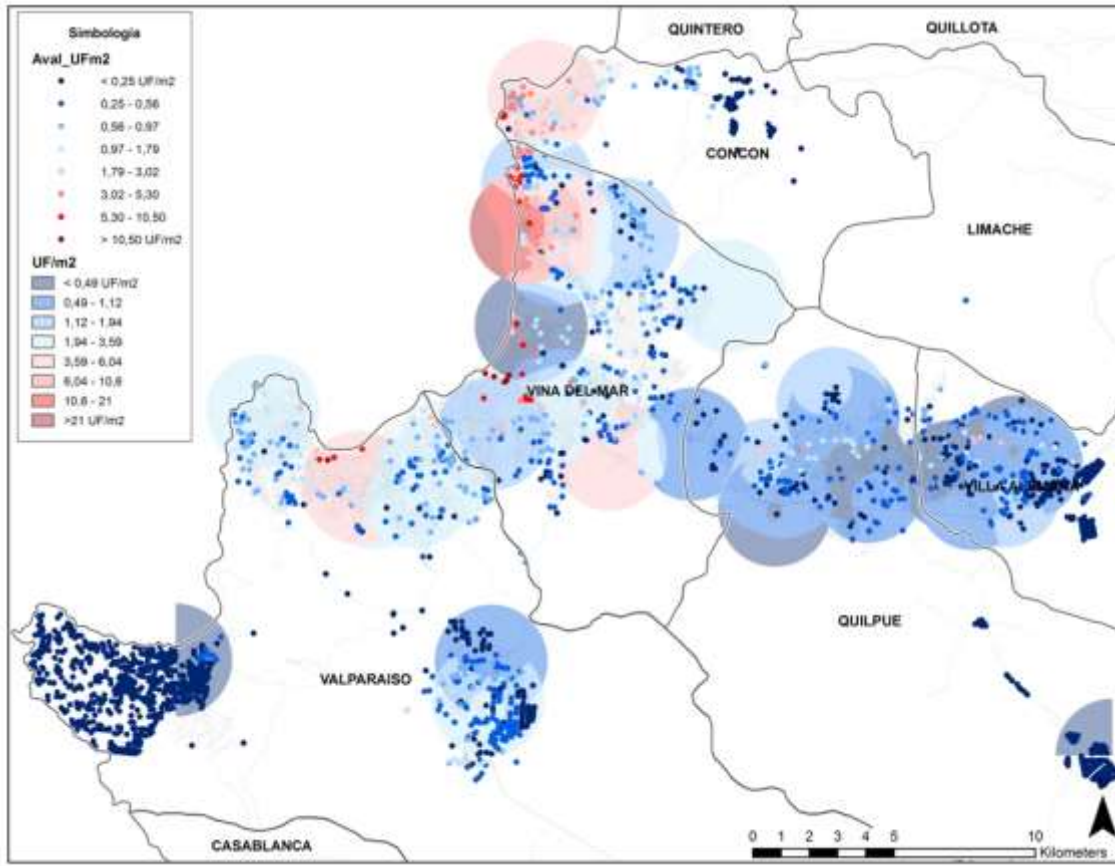 Simbología
Aval_UFm2
< 0,25 UF/m2
0,25 - 0,56
0,56 - 0,97
0,97 - 1,79
1,79 - 3,02
3,02 - 5,30
5,30 - 10,50
> 10,50 UF/m2
UF/m2
< 0,49 UF/m2
0,49 - 1,12
1,12 - 1,94
1,94 - 3,59
3,59 - 6,04
6,04 - 10,6
10,6 - 21
>21 UF/m2
QUINTERO
QUILLOTA
CONCON
LIMACHE
VINA DEL MAR
QUILPUE
VALPARAISO
CASABLANCA
0 1 2 3 4 5 10
Kilometers